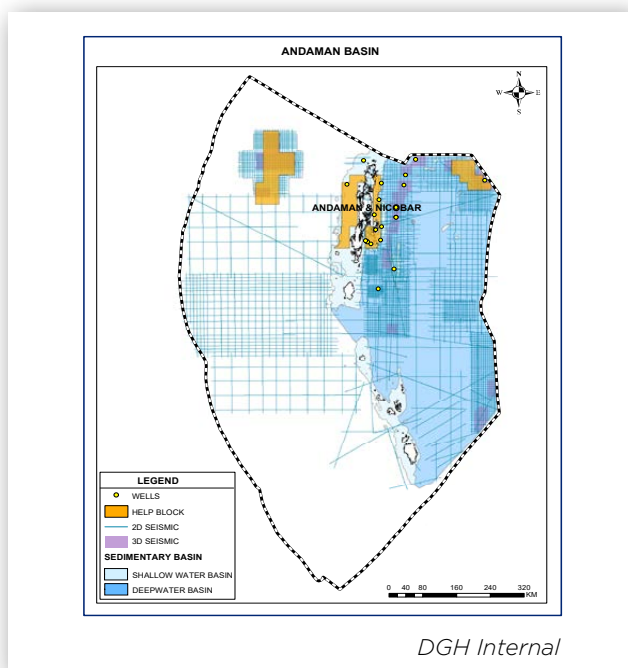 ANDAMAN BASIN
N
W E
S
ANDAMAN & NICOBAR
LEGEND
WELLS
HELP BLOCK
2D SEISMIC
3D SEISMIC
SEDIMENTARY BASIN
SHALLOW WATER BASIN
DEEPWATER BASIN
0 40 80 160 240 320
KM
DGH Internal